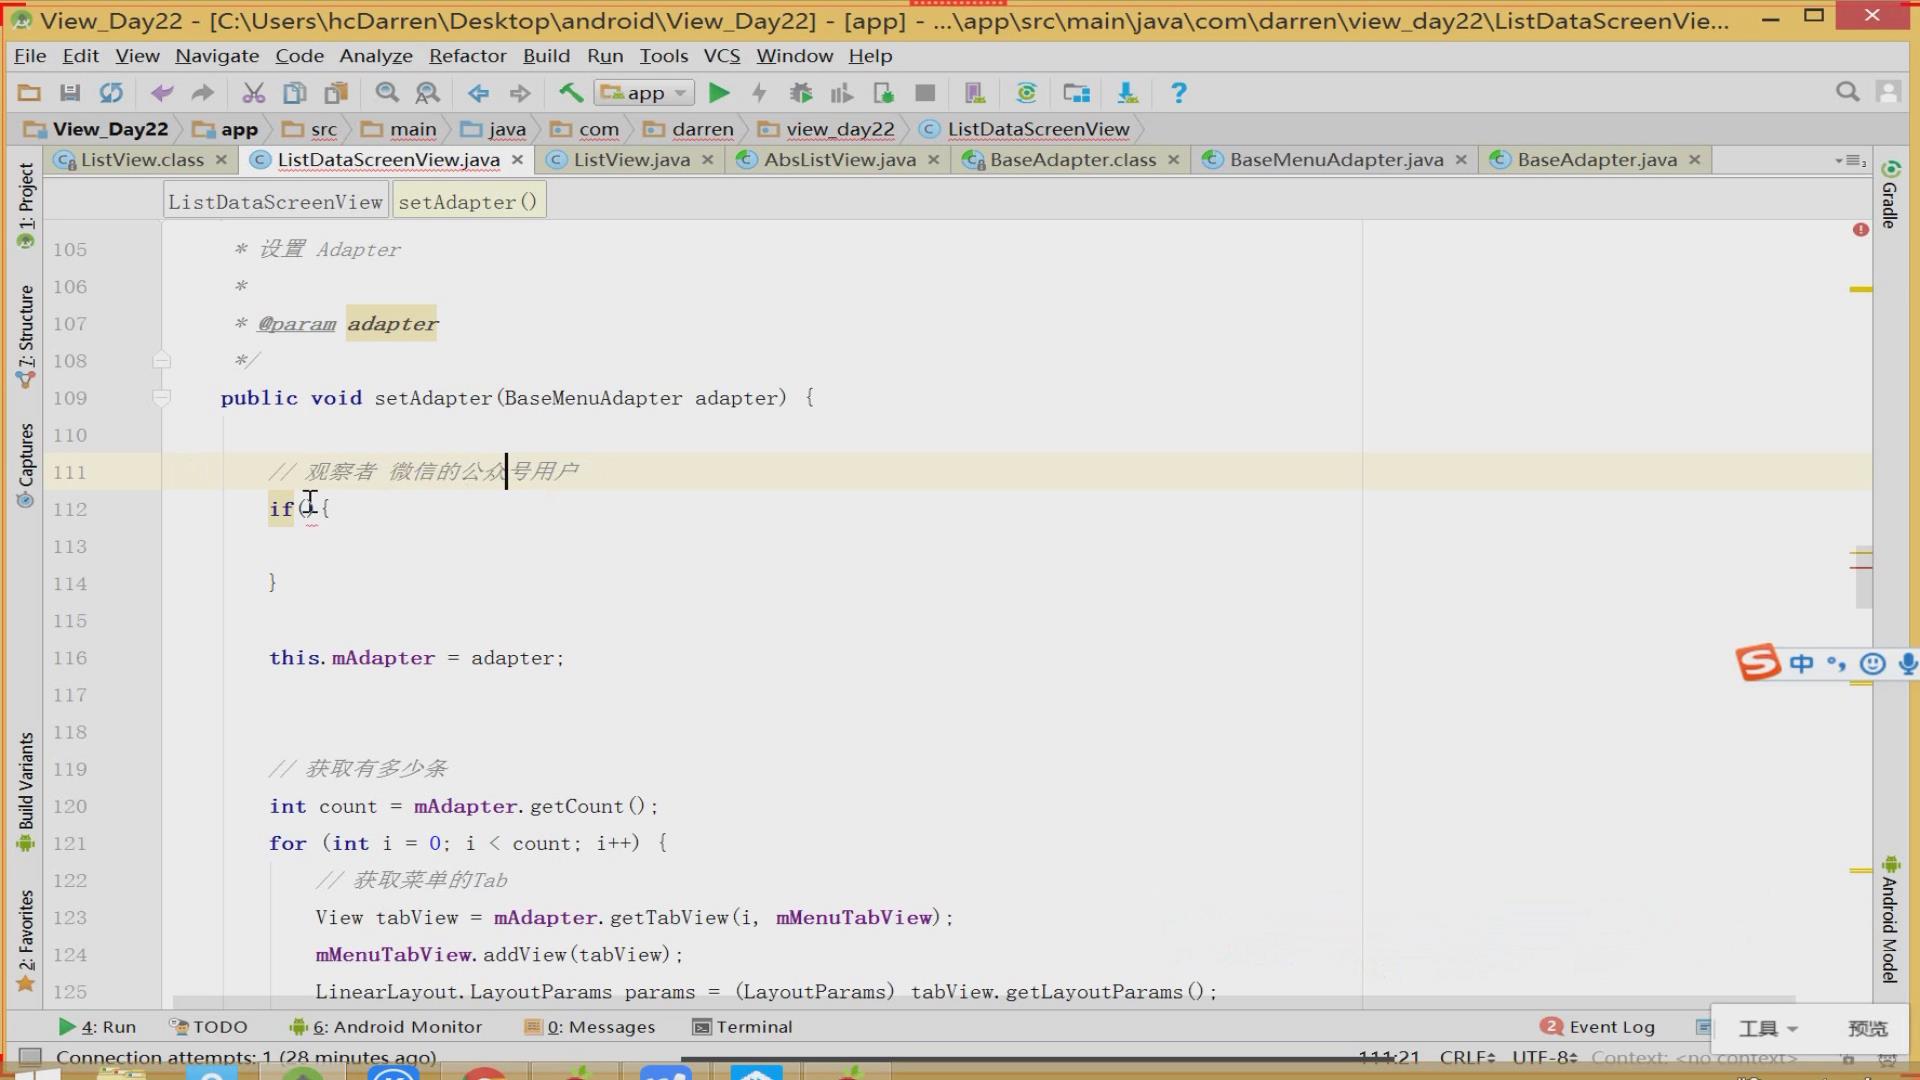 View_Day22 - [C:\Users\hcDarren\Desktop\android\View_Day22] - [app] - ...\app\src\main\java\com\darren\view_day22\ListDataScreenVie...
File Edit View Navigate Code Analyze Refactor Build Run Tools VCS Window Help
app
View_Day22 app src main java com darren view_day22 ListDataScreenView
ListView.class ListDataScreenView.java ListView.java AbsListView.java BaseAdapter.class BaseMenuAdapter.java BaseAdapter.java
ListDataScreenView setAdapter()
1: Project
7: Structure
Captures
Build Variants
2: Favorites
Gradle
Android Model
105 * 设置 Adapter
106 *
107 * @param adapter
108 */
109 public void setAdapter(BaseMenuAdapter adapter) {
110
111 // 观察者 微信的公众号用户
112 if(){
113
114 }
115
116 this.mAdapter = adapter;
117
118
119 // 获取有多少条
120 int count = mAdapter.getCount();
121 for (int i = 0; i < count; i++) {
122 // 获取菜单的Tab
123 View tabView = mAdapter.getTabView(i, mMenuTabView);
124 mMenuTabView.addView(tabView);
125 LinearLayout.LayoutParams params = (LayoutParams) tabView.getLayoutParams();
中
4: Run TODO 6: Android Monitor 0: Messages Terminal 2 Event Log
工具 预览
Connection attempts: 1 (28 minutes ago) 111:21 CRLF UTF-8 Context: <no context>